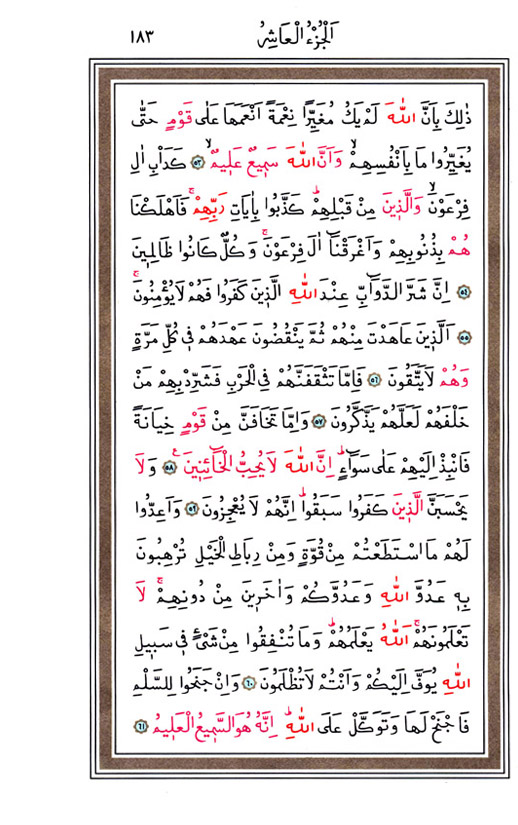 اَلْجُزْءُ الْعَاشِرُ ١٨٣
ذٰلِكَ بِاَنَّ اللّٰهَ لَمْ يَكُ مُغَيِّرًا نِعْمَةً اَنْعَمَهَا عَلٰى قَوْمٍ حَتّٰى
يُغَيِّرُوا مَا بِاَنْفُسِهِمْۙ وَاَنَّ اللّٰهَ سَم۪يعٌ عَل۪يمٌۙ ﴿٥٣﴾ كَدَاْبِ اٰلِ
فِرْعَوْنَۙ وَالَّذ۪ينَ مِنْ قَبْلِهِمْۜ كَذَّبُوا بِاٰيَاتِ رَبِّهِمْۚ فَاَهْلَكْنَا
هُمْ بِذُنُوبِهِمْ وَاَغْرَقْنَٓا اٰلَ فِرْعَوْنَۚ وَكُلٌّ كَانُوا ظَالِم۪ينَ
﴿٥٤﴾ اِنَّ شَرَّ الدَّوَٓابِّ عِنْدَ اللّٰهِ الَّذ۪ينَ كَفَرُوا فَهُمْ لَا يُؤْمِنُونَۚ
﴿٥٥﴾ اَلَّذ۪ينَ عَاهَدْتَ مِنْهُمْ ثُمَّ يَنْقُضُونَ عَهْدَهُمْ ف۪ي كُلِّ مَرَّةٍ
وَهُمْ لَا يَتَّقُونَ ﴿٥٦﴾ فَاِمَّا تَثْقَفَنَّهُمْ فِي الْحَرْبِ فَشَرِّدْ بِهِمْ مَنْ
خَلْفَهُمْ لَعَلَّهُمْ يَذَّكَّرُونَ ﴿٥٧﴾ وَاِمَّا تَخَافَنَّ مِنْ قَوْمٍ خِيَانَةً
فَانْبِذْ اِلَيْهِمْ عَلٰى سَوَٓاءٍۜ اِنَّ اللّٰهَ لَا يُحِبُّ الْخَٓائِن۪ينَ۟ ﴿٥٨﴾ وَلَا
يَحْسَبَنَّ الَّذ۪ينَ كَفَرُوا سَبَقُواۜ اِنَّهُمْ لَا يُعْجِزُونَ ﴿٥٩﴾ وَاَعِدُّوا
لَهُمْ مَا اسْتَطَعْتُمْ مِنْ قُوَّةٍ وَمِنْ رِبَاطِ الْخَيْلِ تُرْهِبُونَ
بِه۪ عَدُوَّ اللّٰهِ وَعَدُوَّكُمْ وَاٰخَر۪ينَ مِنْ دُونِهِمْۚ لَا
تَعْلَمُونَهُمْۚ اَللّٰهُ يَعْلَمُهُمْۜ وَمَا تُنْفِقُوا مِنْ شَيْءٍ ف۪ي سَب۪يلِ
اللّٰهِ يُوَفَّ اِلَيْكُمْ وَاَنْتُمْ لَا تُظْلَمُونَ ﴿٦٠﴾ وَاِنْ جَنَحُوا لِلسَّلْمِ
فَاجْنَحْ لَهَا وَتَوَكَّلْ عَلَى اللّٰهِۜ اِنَّهُ هُوَ السَّم۪يعُ الْعَل۪يمُ ﴿٦١﴾